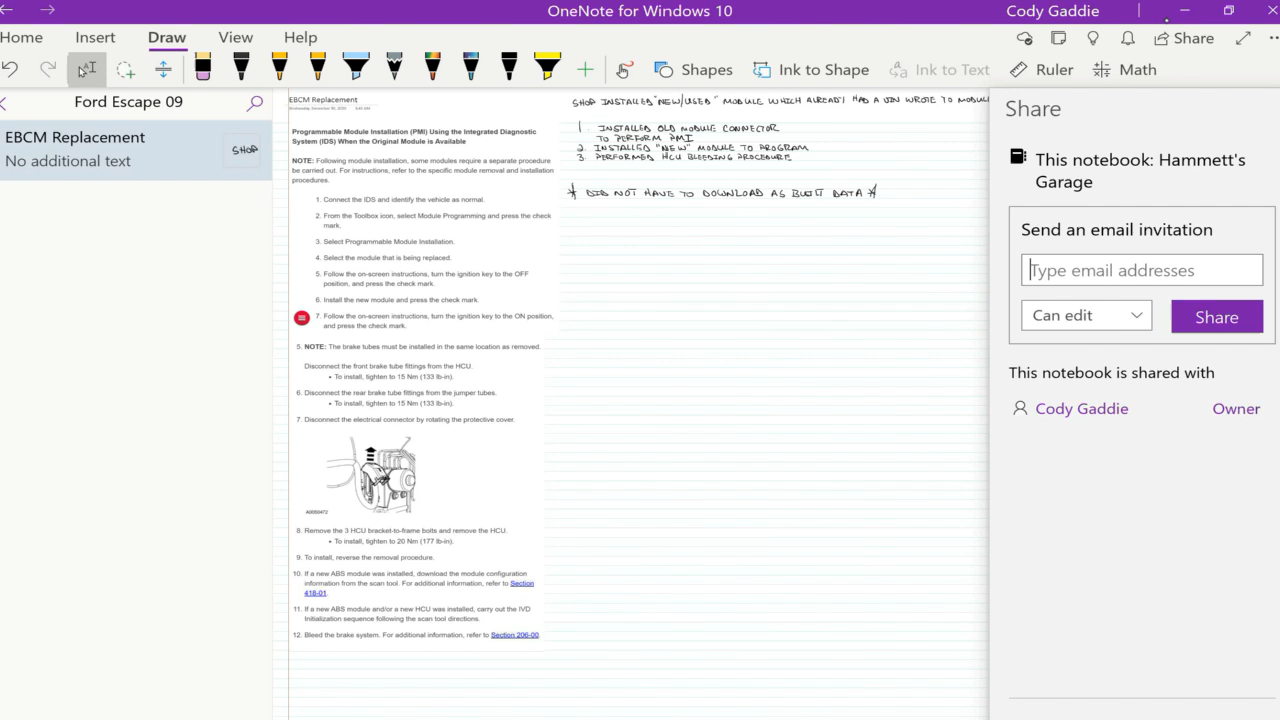 OneNote for Windows 10
Cody Gaddie
Home
Insert
Draw
View
Help
Share
Shapes
Ink to Shape
Ink to Text
Ruler
Math
Ford Escape 09
EBCM Replacement
No additional text
SHOP
EBCM Replacement
Programmable Module Installation (PMI) Using the Integrated Diagnostic
System (IDS) When the Original Module is Available
NOTE: Following module installation, some modules require a separate procedure
be carried out. For instructions, refer to the specific module removal and installation
procedures.
1. Connect the IDS and identify the vehicle as normal.
2. From the Toolbox icon, select Module Programming and press the check
mark.
3. Select Programmable Module Installation.
4. Select the module that is being replaced.
5. Follow the on-screen instructions, turn the ignition key to the OFF
position, and press the check mark.
6. Install the new module and press the check mark.
7. Follow the on-screen instructions, turn the ignition key to the ON position,
and press the check mark.
5. NOTE: The brake tubes must be installed in the same location as removed.
Disconnect the front brake tube fittings from the HCU.
• To install, tighten to 15 Nm (133 lb-in).
6. Disconnect the rear brake tube fittings from the jumper tubes.
• To install, tighten to 15 Nm (133 lb-in).
7. Disconnect the electrical connector by rotating the protective cover.
A0050472
8. Remove the 3 HCU bracket-to-frame bolts and remove the HCU.
• To install, tighten to 20 Nm (177 lb-in).
9. To install, reverse the removal procedure.
10. If a new ABS module was installed, download the module configuration
information from the scan tool. For additional information, refer to Section
418-01.
11. If a new ABS module and/or a new HCU was installed, carry out the IVD
Initialization sequence following the scan tool directions.
12. Bleed the brake system. For additional information, refer to Section 206-00.
SHOP INSTALLED "NEW/USED" MODULE WHICH ALREADY HAD A VIN WROTE TO MODUL
1. INSTALLED OLD MODULE CONNECTOR
TO PERFORM PMI
2. INSTALLED "NEW" MODULE TO PROGRAM
3. PERFORMED HCU BLEEDING PROCEDURE
* DID NOT HAVE TO DOWNLOAD AS BUILT DATA *
Share
This notebook: Hammett's
Garage
Send an email invitation
Type email addresses
Can edit
Share
This notebook is shared with
Cody Gaddie
Owner